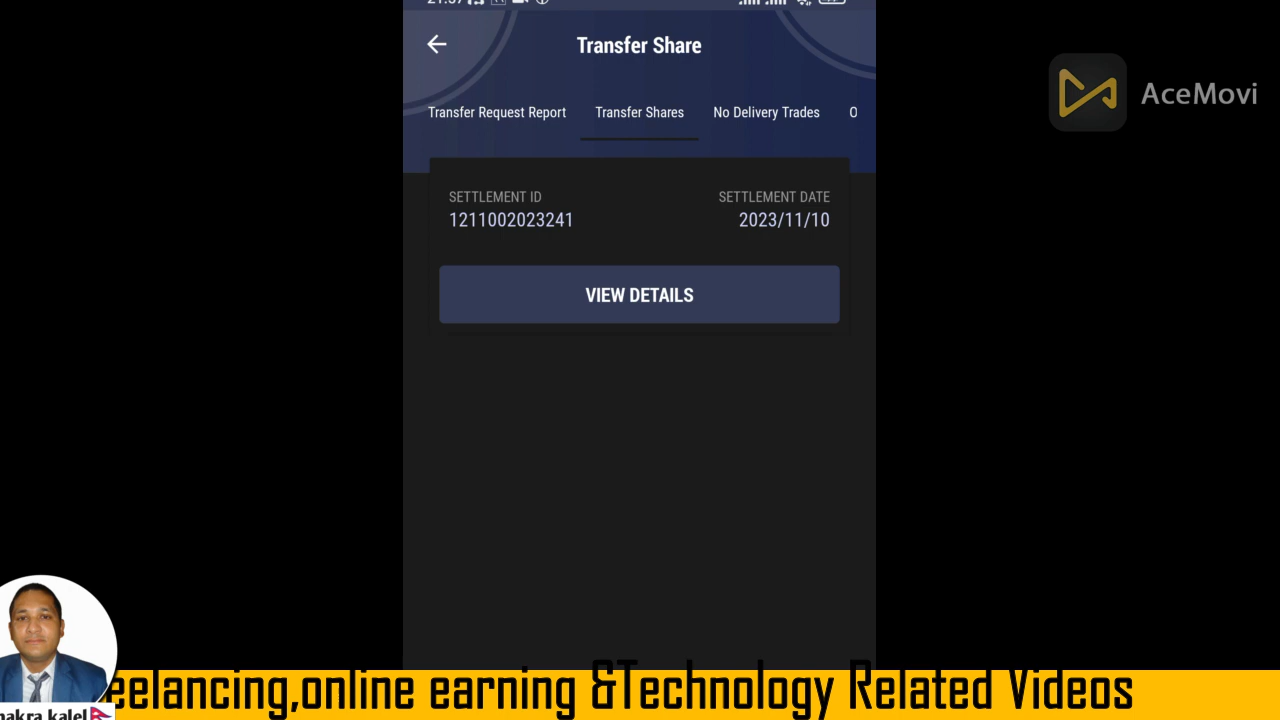 Transfer Share
AceMovi
Transfer Request Report Transfer Shares No Delivery Trades
SETTLEMENT ID SETTLEMENT DATE
1211002023241 2023/11/10
VIEW DETAILS
eelancing,online earning &Technology Related Videos
hakra kalel